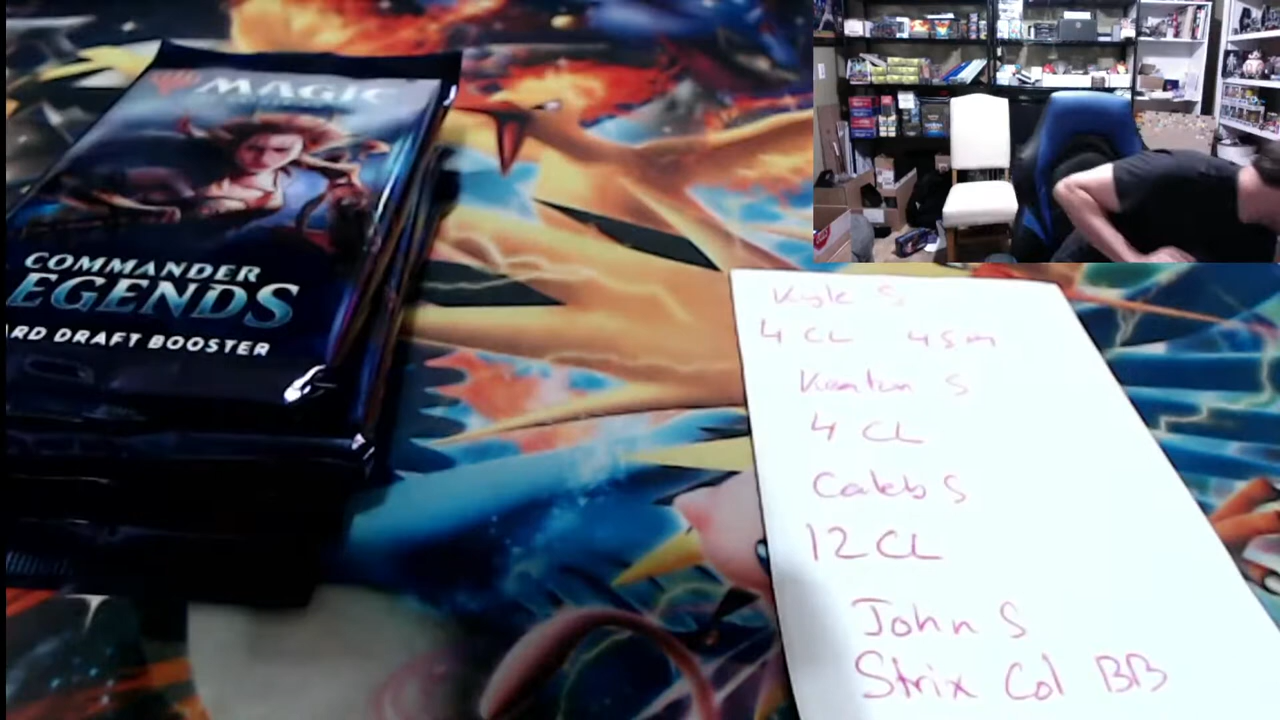 MAGIC
COMMANDER
EGENDS
ARD DRAFT BOOSTER
Kyle S
4 CL 4 SM
Kenton S
4 CL
Caleb S
12 CL
John S
Strix Col BB